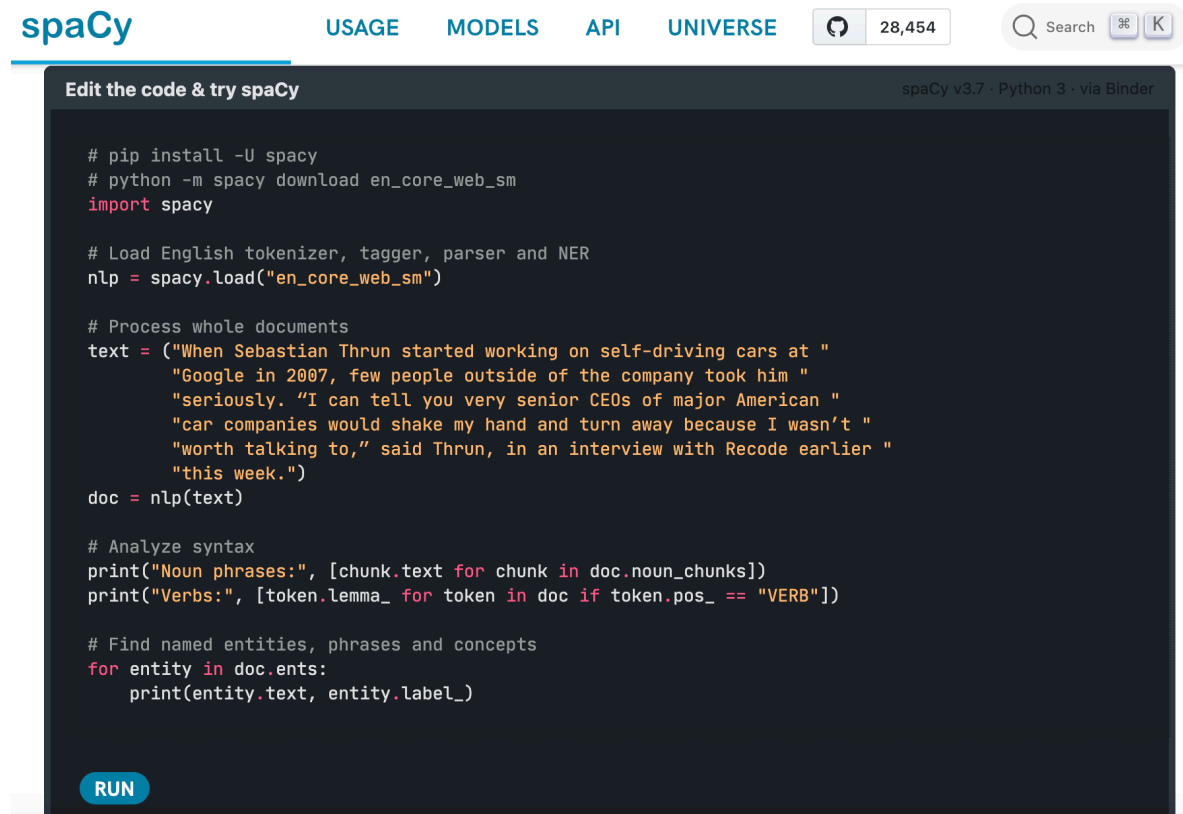 spaCy
USAGE MODELS API UNIVERSE 28,454 Search ⌘ K
Edit the code & try spaCy spaCy v3.7 · Python 3 · via Binder
# pip install -U spacy
# python -m spacy download en_core_web_sm
import spacy
# Load English tokenizer, tagger, parser and NER
nlp = spacy.load("en_core_web_sm")
# Process whole documents
text = ("When Sebastian Thrun started working on self-driving cars at "
"Google in 2007, few people outside of the company took him "
"seriously. “I can tell you very senior CEOs of major American "
"car companies would shake my hand and turn away because I wasn’t "
"worth talking to,” said Thrun, in an interview with Recode earlier "
"this week.")
doc = nlp(text)
# Analyze syntax
print("Noun phrases:", [chunk.text for chunk in doc.noun_chunks])
print("Verbs:", [token.lemma_ for token in doc if token.pos_ == "VERB"])
# Find named entities, phrases and concepts
for entity in doc.ents:
print(entity.text, entity.label_)
RUN